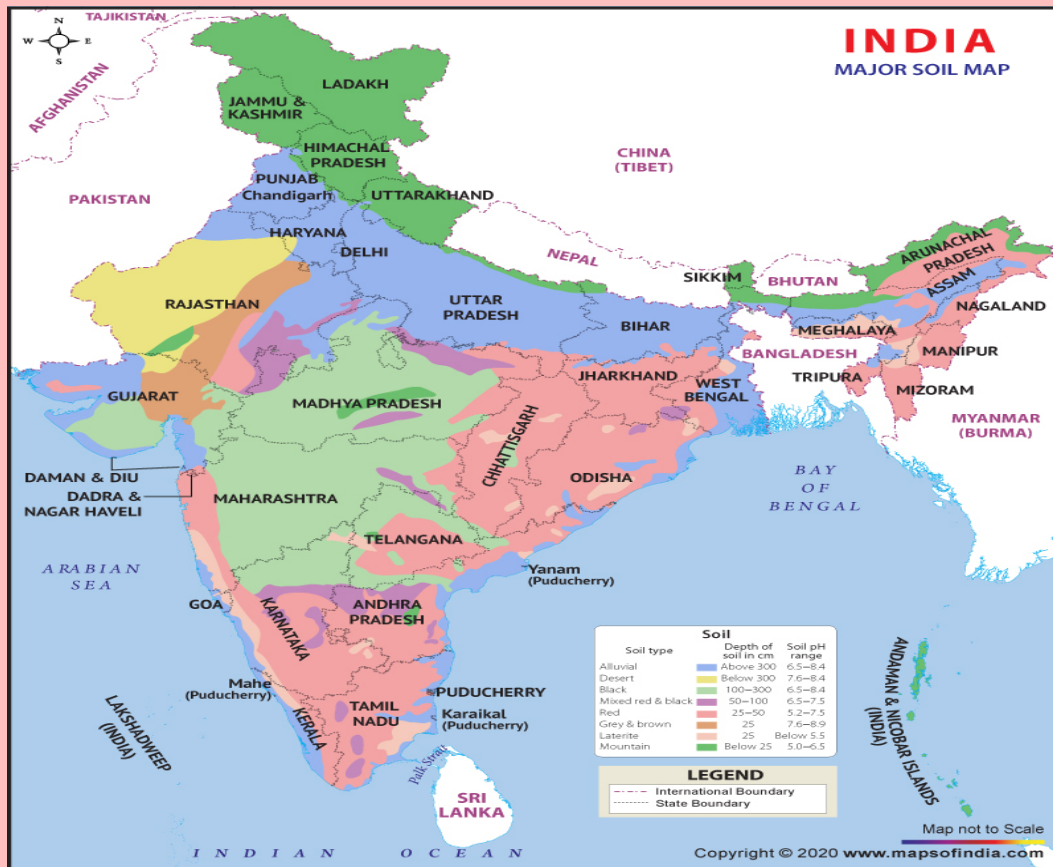 INDIA
MAJOR SOIL MAP
N
W E
S
TAJIKISTAN
AFGHANISTAN
PAKISTAN
LADAKH
JAMMU &
KASHMIR
HIMACHAL
PRADESH
PUNJAB
Chandigarh
UTTARAKHAND
CHINA
(TIBET)
HARYANA
DELHI
NEPAL
SIKKIM
BHUTAN
ARUNACHAL
PRADESH
ASSAM
NAGALAND
RAJASTHAN
UTTAR
PRADESH
BIHAR
MEGHALAYA
BANGLADESH
MANIPUR
TRIPURA
MIZORAM
MYANMAR
(BURMA)
GUJARAT
MADHYA PRADESH
JHARKHAND
WEST
BENGAL
CHHATTISGARH
ODISHA
DAMAN & DIU
DADRA &
NAGAR HAVELI
MAHARASHTRA
TELANGANA
BAY
OF
BENGAL
ARABIAN
SEA
Yanam
(Puducherry)
GOA
KARNATAKA
ANDHRA
PRADESH
Mahe
(Puducherry)
PUDUCHERRY
TAMIL
NADU
Karaikal
(Puducherry)
KERALA
LAKSHADWEEP
(INDIA)
Palk Strait
SRI
LANKA
ANDAMAN & NICOBAR ISLANDS
(INDIA)
INDIAN OCEAN
Soil
Soil type Depth of soil in cm Soil pH range
Alluvial Above 300 6.5–8.4
Desert Below 300 7.6–8.4
Black 100–300 6.5–8.4
Mixed red & black 50–100 6.5–7.5
Red 25–50 5.2–7.5
Grey & brown 25 7.6–8.9
Laterite 25 Below 5.5
Mountain Below 25 5.0–6.5
LEGEND
International Boundary
State Boundary
Map not to Scale
Copyright © 2020 www.mapsofindia.com